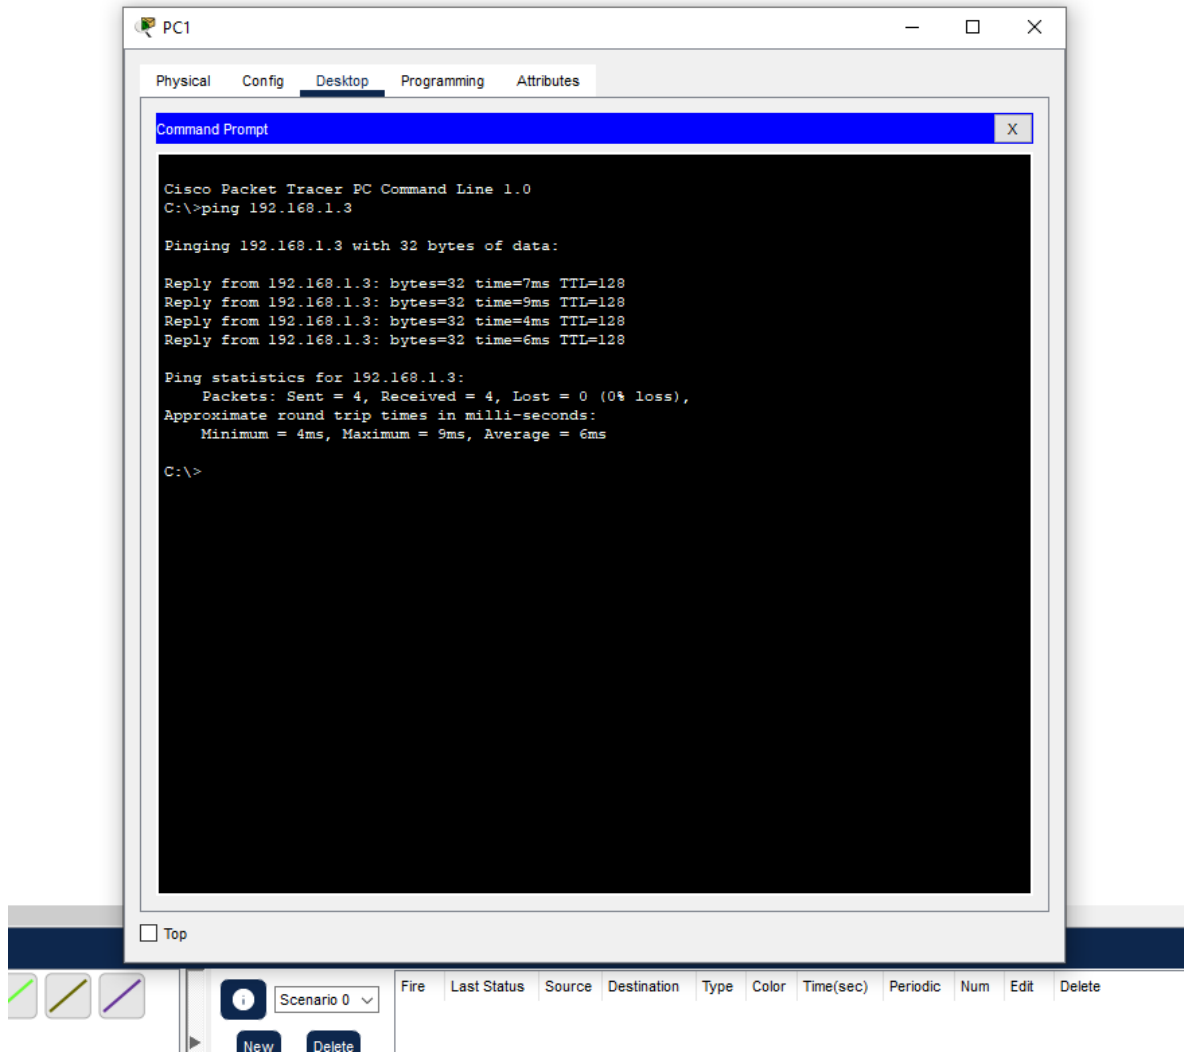 PC1
Physical Config Desktop Programming Attributes
Command Prompt X
Cisco Packet Tracer PC Command Line 1.0
C:\>ping 192.168.1.3
Pinging 192.168.1.3 with 32 bytes of data:
Reply from 192.168.1.3: bytes=32 time=7ms TTL=128
Reply from 192.168.1.3: bytes=32 time=9ms TTL=128
Reply from 192.168.1.3: bytes=32 time=4ms TTL=128
Reply from 192.168.1.3: bytes=32 time=6ms TTL=128
Ping statistics for 192.168.1.3:
Packets: Sent = 4, Received = 4, Lost = 0 (0% loss),
Approximate round trip times in milli-seconds:
Minimum = 4ms, Maximum = 9ms, Average = 6ms
C:\>
Top
Scenario 0
Fire Last Status Source Destination Type Color Time(sec) Periodic Num Edit Delete
New Delete